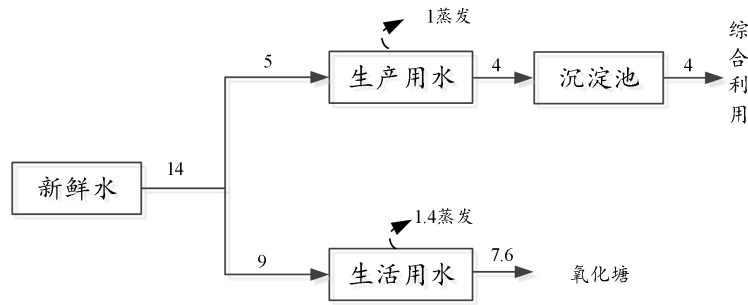 1蒸发
5
生产用水
4
沉淀池
4
综合利用
新鲜水
14
1.4蒸发
9
生活用水
7.6
氧化塘